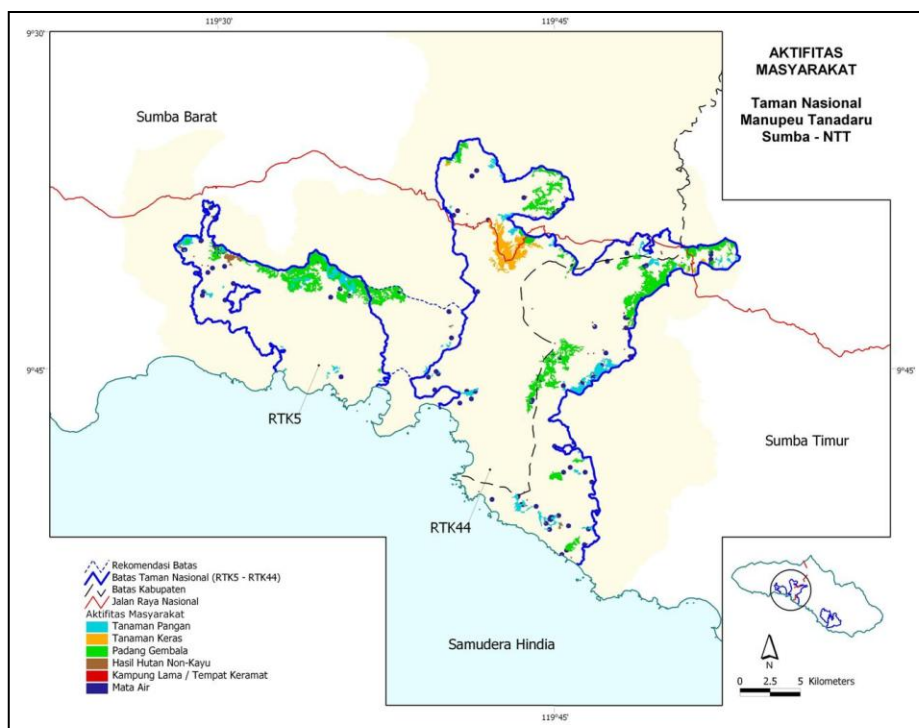 119°30'
119°45'
9°30'
AKTIFITAS
MASYARAKAT
Taman Nasional
Manupeu Tanadaru
Sumba - NTT
Sumba Barat
9°45'
9°45'
RTK5
Sumba Timur
RTK44
Rekomendasi Batas
Batas Taman Nasional (RTK5 - RTK44)
Batas Kabupaten
Jalan Raya Nasional
Aktifitas Masyarakat
Tanaman Pangan
Tanaman Keras
Padang Gembala
Hasil Hutan Non-Kayu
Kampung Lama / Tempat Keramat
Mata Air
Samudera Hindia
N
0 2.5 5 Kilometers
119°45'